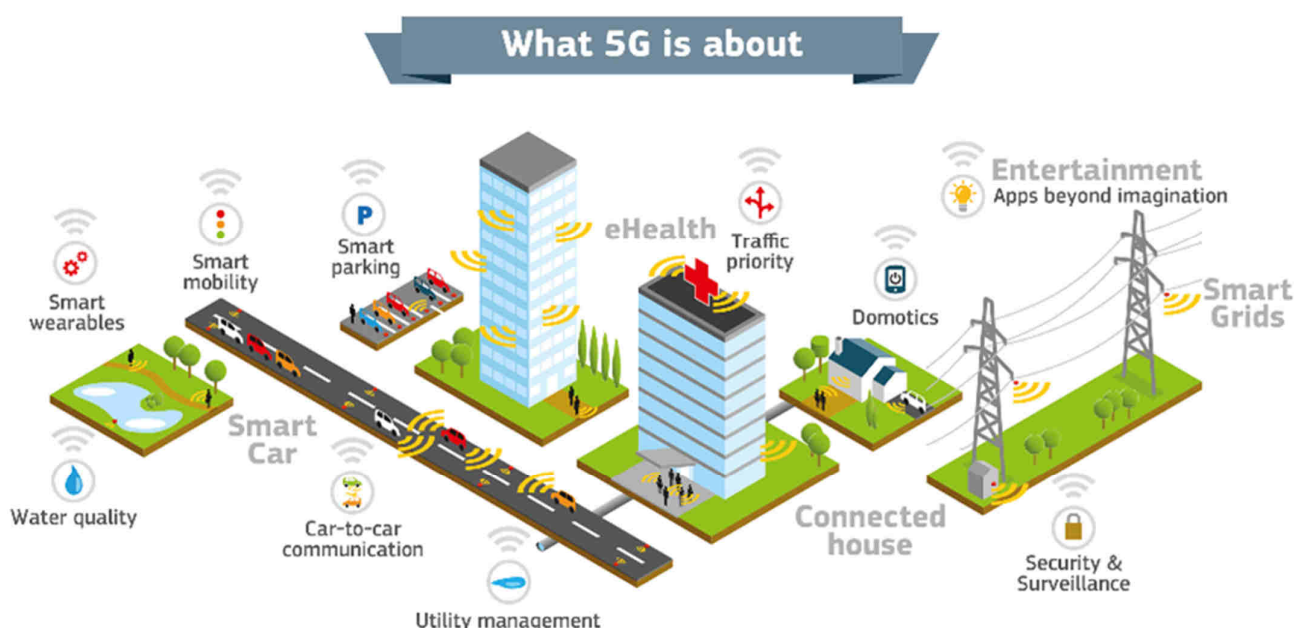 What 5G is about
Smart
wearables
Smart
mobility
P
Smart
parking
eHealth
Traffic
priority
Domotics
Entertainment
Apps beyond imagination
Smart
Grids
Water quality
Smart
Car
Car-to-car
communication
Utility management
Connected
house
Security &
Surveillance